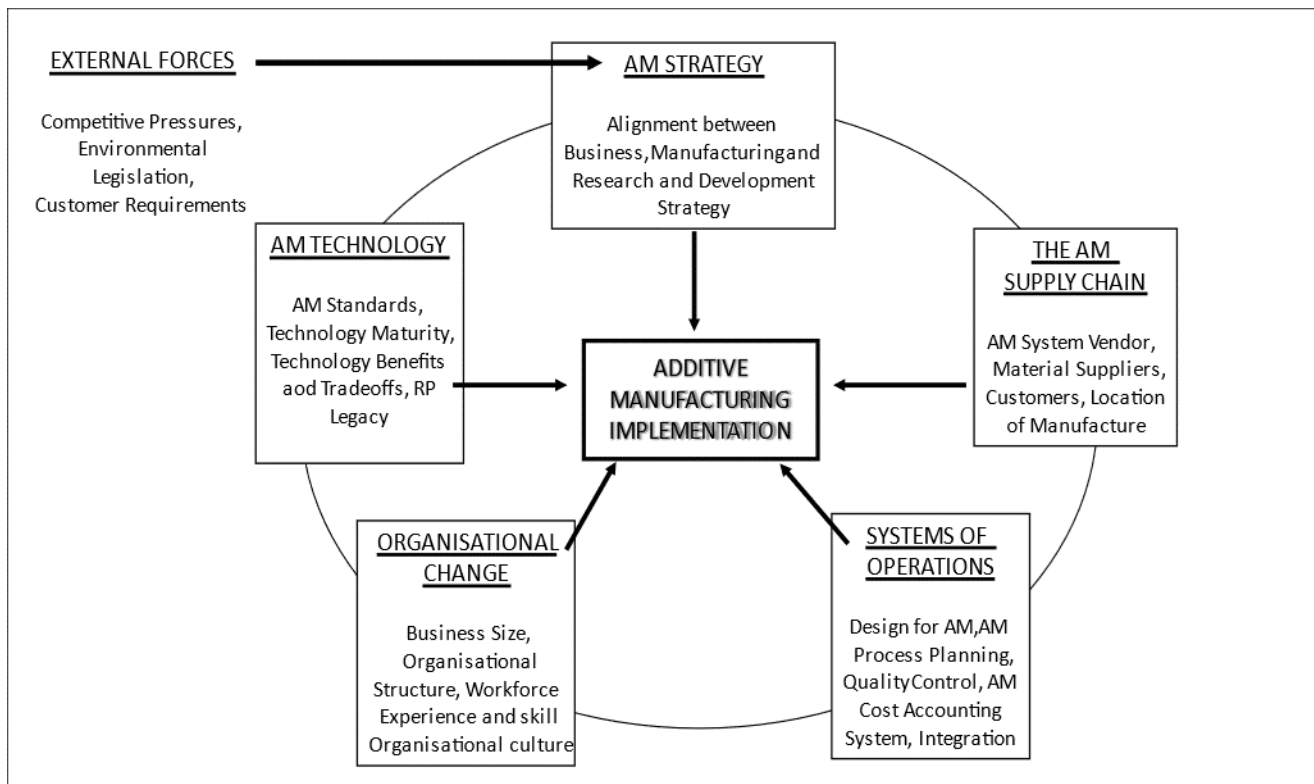 EXTERNAL FORCES
Competitive Pressures,
Environmental
Legislation,
Customer Requirements
AM STRATEGY
Alignment between
Business,Manufacturingand
Research and Development
Strategy
AM TECHNOLOGY
AM Standards,
Technology Maturity,
Technology Benefits
aod Tradeoffs, RP
Legacy
THE AM
SUPPLY CHAIN
AM System Vendor,
Material Suppliers,
Customers, Location
of Manufacture
ADDITIVE
MANUFACTURING
IMPLEMENTATION
ORGANISATIONAL
CHANGE
Business Size,
Organisational
Structure, Workforce
Experience and skill
Organisational culture
SYSTEMS OF
OPERATIONS
Design for AM,AM
Process Planning,
QualityControl, AM
Cost Accounting
System, Integration